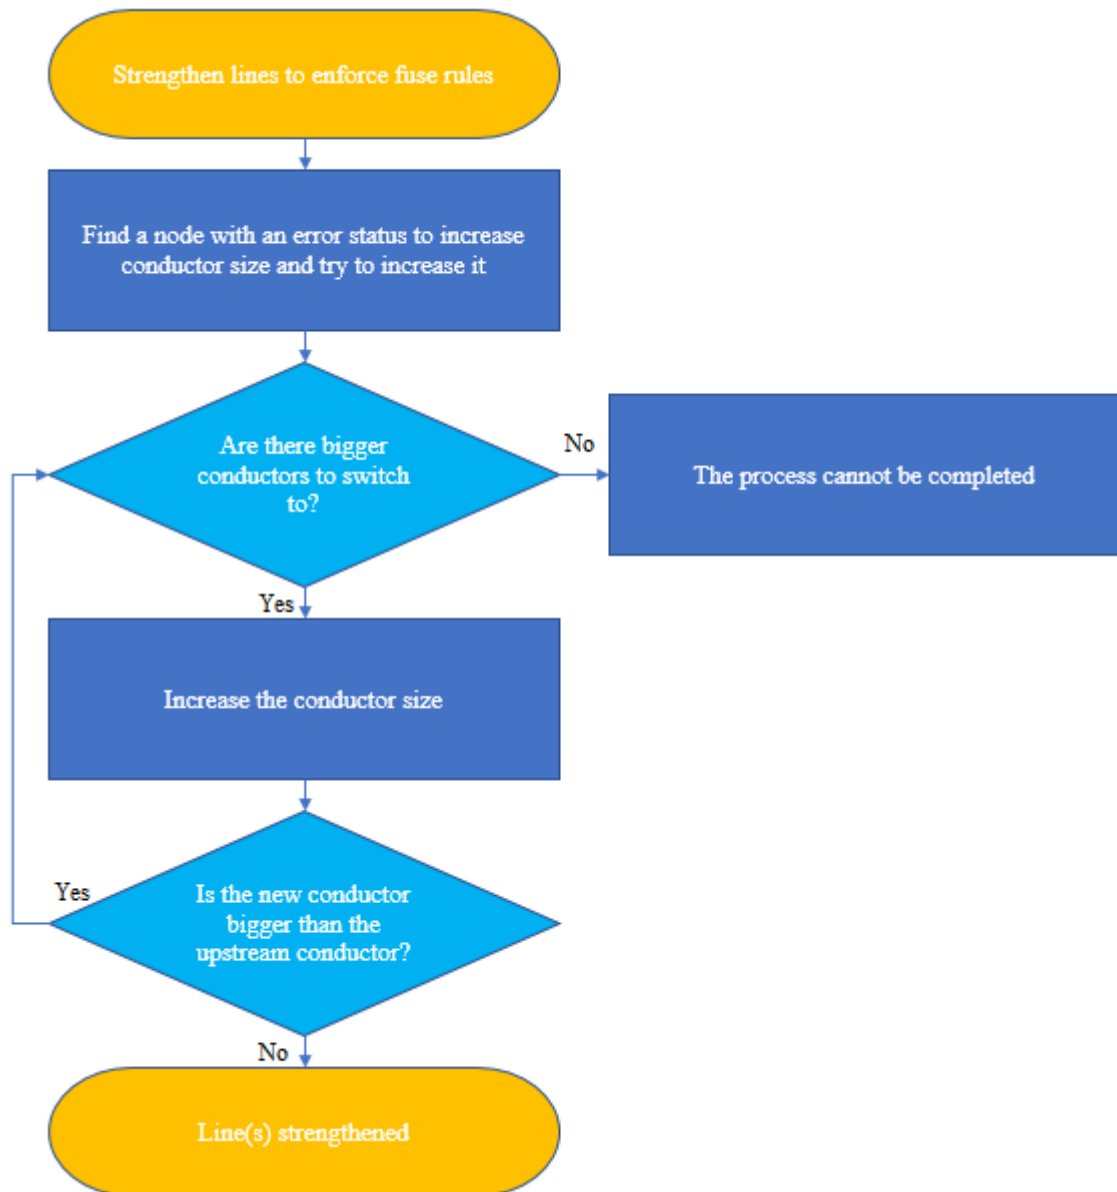 Strengthen lines to enforce fuse rules
Find a node with an error status to increase
conductor size and try to increase it
Are there bigger
conductors to switch
to?
No
The process cannot be completed
Yes
Increase the conductor size
Yes
Is the new conductor
bigger than the
upstream conductor?
No
Line(s) strengthened